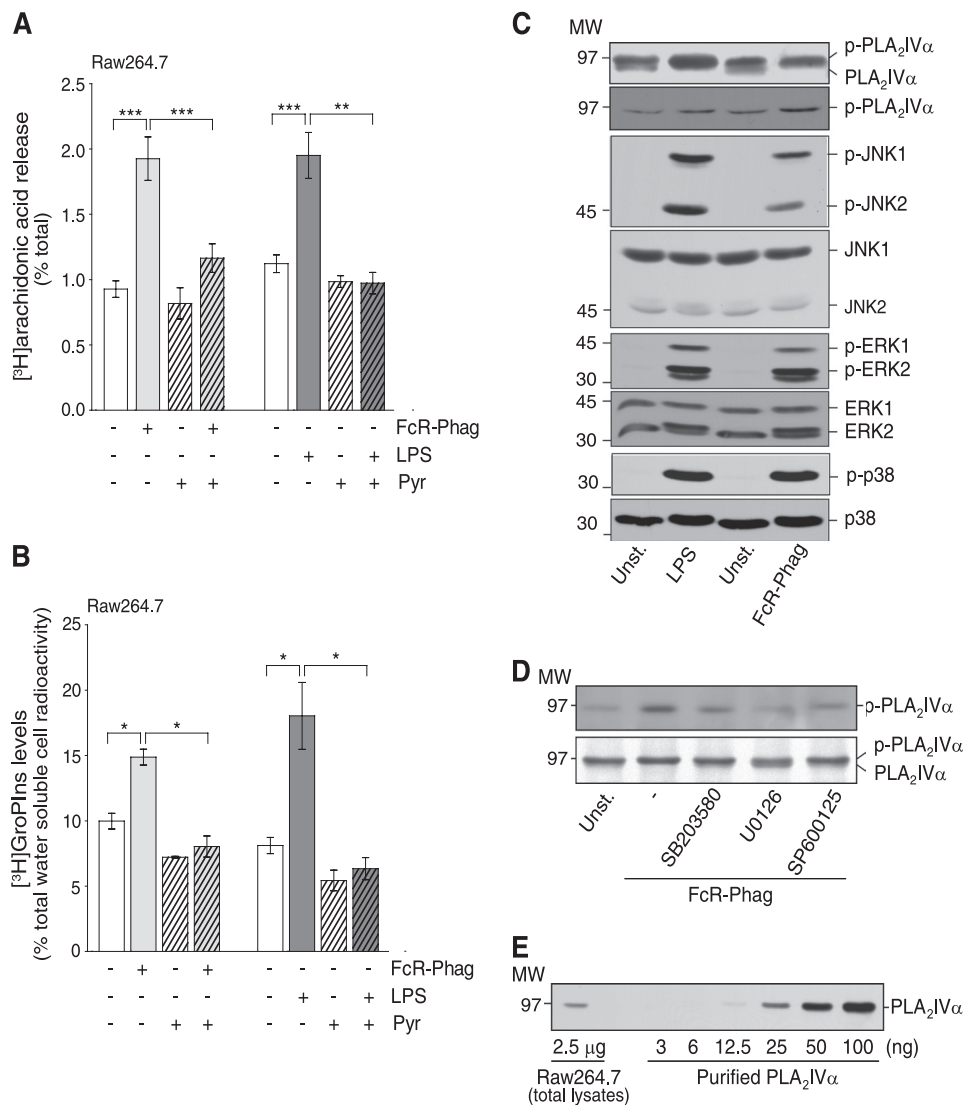 A
Raw264.7
[³H]arachidonic acid release
(% total)
2.5
2.0
1.5
1.0
0.5
0.0
*** *** *** **
- + - + FcR-Phag
- + - + LPS
- - + + - - + + Pyr
B
Raw264.7
[³H]GroPIns levels
(% total water soluble cell radioactivity)
25
20
15
10
5
0
* * * *
- + - + FcR-Phag
- + - + LPS
- - + + - - + + Pyr
C
MW
97 p-PLA₂IVα
PLA₂IVα
97 p-PLA₂IVα
p-JNK1
45 p-JNK2
JNK1
45 JNK2
45 p-ERK1
30 p-ERK2
45 ERK1
30 ERK2
30 p-p38
30 p38
Unst. LPS Unst. FcR-Phag
D
MW
97 p-PLA₂IVα
97 p-PLA₂IVα
PLA₂IVα
Unst. - SB203580 U0126 SP600125
FcR-Phag
E
MW
97 PLA₂IVα
2.5 µg 3 6 12.5 25 50 100 (ng)
Raw264.7 Purified PLA₂IVα
(total lysates)